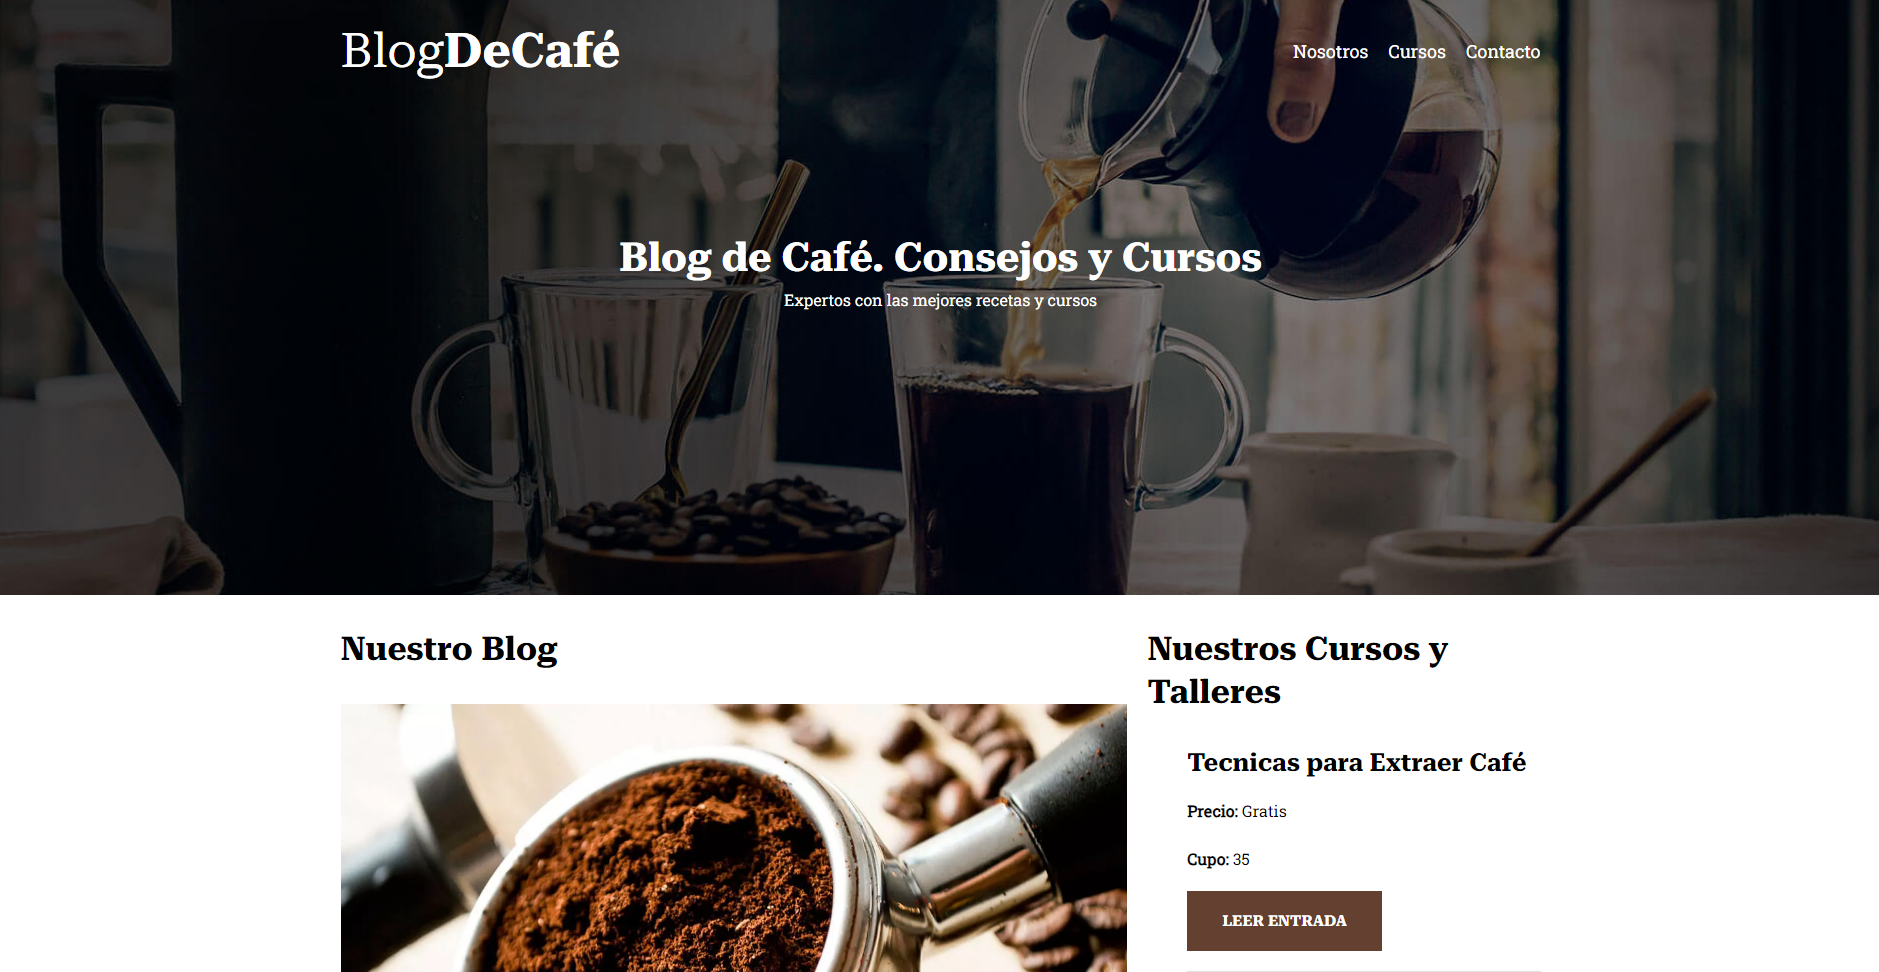 BlogDeCafé
Nosotros Cursos Contacto
Blog de Café. Consejos y Cursos
Expertos con las mejores recetas y cursos
Nuestro Blog
Nuestros Cursos y
Talleres
Tecnicas para Extraer Café
Precio: Gratis
Cupo: 35
LEER ENTRADA